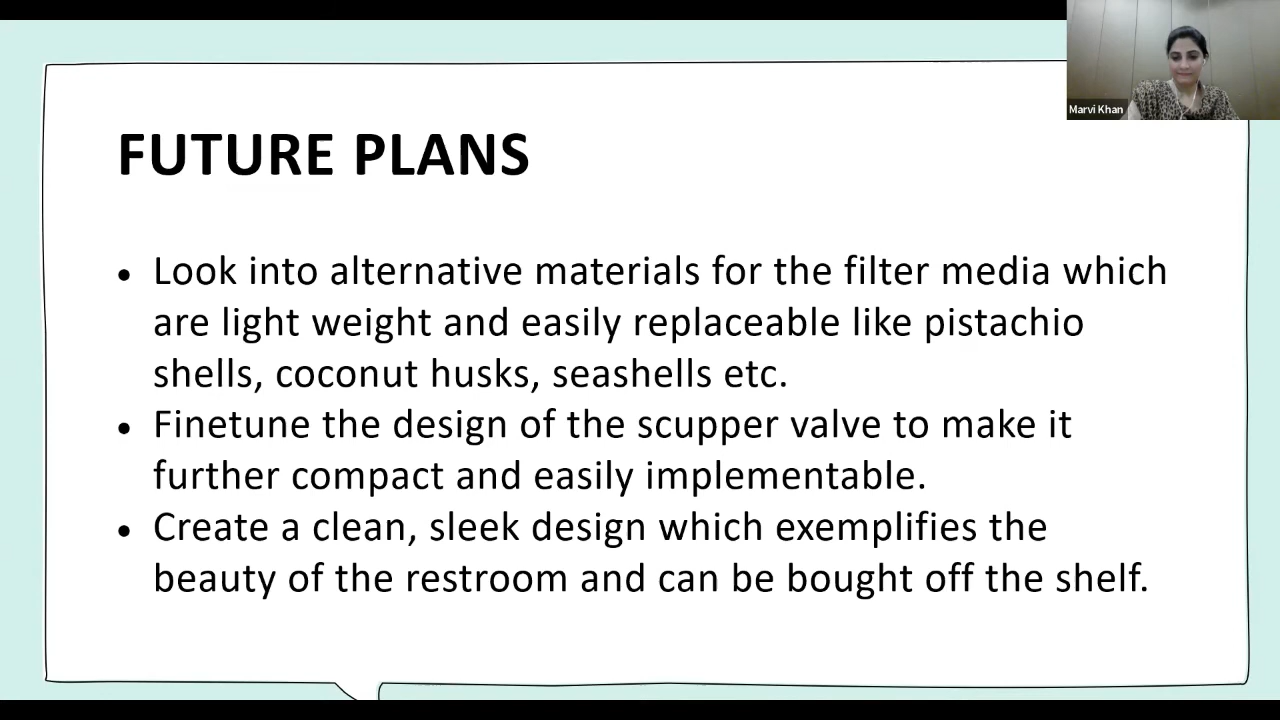 Marvi Khan
FUTURE PLANS
• Look into alternative materials for the filter media which
are light weight and easily replaceable like pistachio
shells, coconut husks, seashells etc.
• Finetune the design of the scupper valve to make it
further compact and easily implementable.
• Create a clean, sleek design which exemplifies the
beauty of the restroom and can be bought off the shelf.